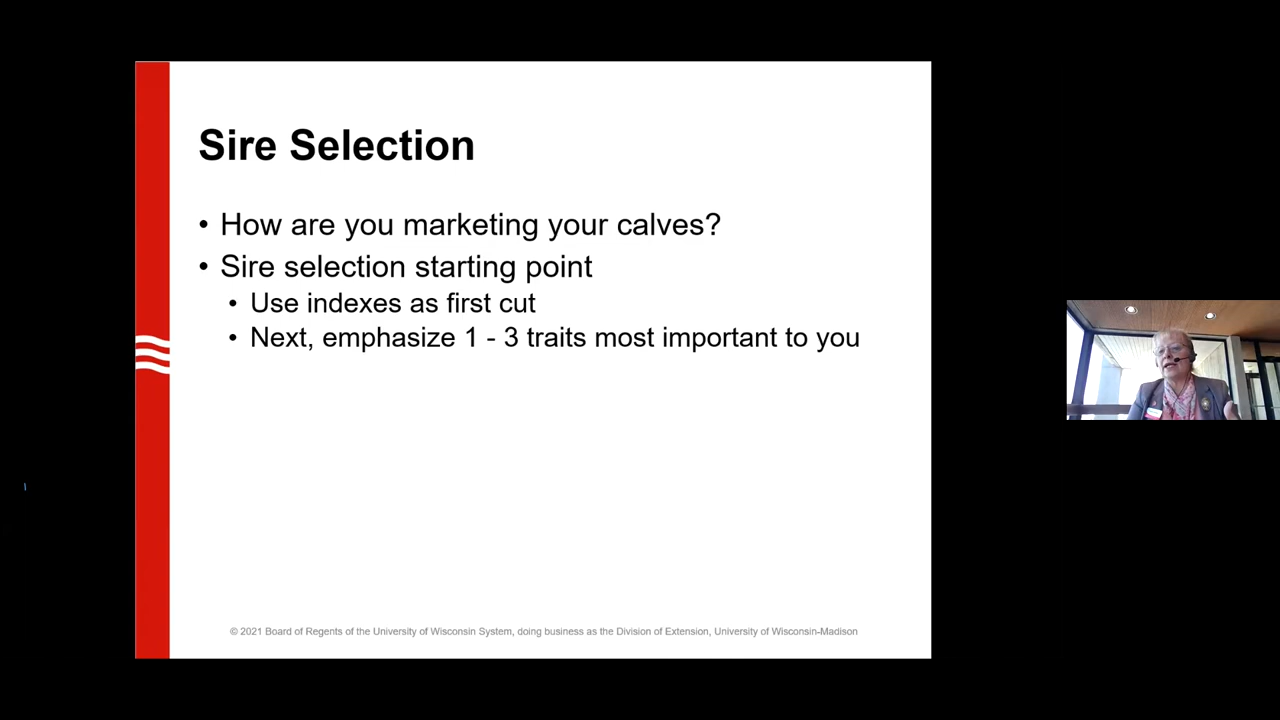 Sire Selection
• How are you marketing your calves?
• Sire selection starting point
• Use indexes as first cut
• Next, emphasize 1 - 3 traits most important to you
© 2021 Board of Regents of the University of Wisconsin System, doing business as the Division of Extension, University of Wisconsin-Madison